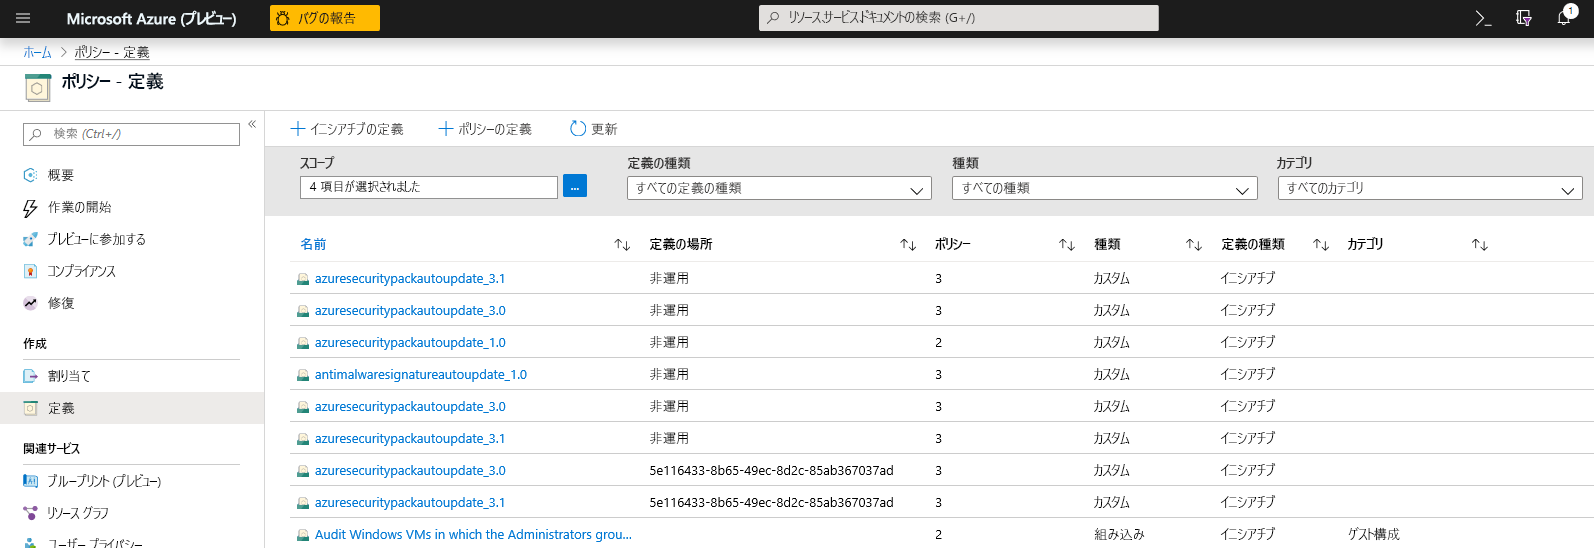 Microsoft Azure (プレビュー)
バグの報告
リソースサービスドキュメントの検索 (G+/)
1
ホーム > ポリシー - 定義
ポリシー - 定義
検索 (Ctrl+/)
«
概要
作業の開始
プレビューに参加する
コンプライアンス
修復
作成
割り当て
定義
関連サービス
ブループリント (プレビュー)
リソース グラフ
ユーザー プライバシー
+ イニシアチブの定義
+ ポリシーの定義
更新
スコープ
4 項目が選択されました
...
定義の種類
すべての定義の種類
種類
すべての種類
カテゴリ
すべてのカテゴリ
名前 定義の場所 ポリシー 種類 定義の種類 カテゴリ
azuresecuritypackautoupdate_3.1 非運用 3 カスタム イニシアチブ
azuresecuritypackautoupdate_3.0 非運用 3 カスタム イニシアチブ
azuresecuritypackautoupdate_1.0 非運用 2 カスタム イニシアチブ
antimalwaresignatureautoupdate_1.0 非運用 3 カスタム イニシアチブ
azuresecuritypackautoupdate_3.0 非運用 3 カスタム イニシアチブ
azuresecuritypackautoupdate_3.1 非運用 3 カスタム イニシアチブ
azuresecuritypackautoupdate_3.0 5e116433-8b65-49ec-8d2c-85ab367037ad 3 カスタム イニシアチブ
azuresecuritypackautoupdate_3.1 5e116433-8b65-49ec-8d2c-85ab367037ad 3 カスタム イニシアチブ
Audit Windows VMs in which the Administrators grou... 2 組み込み イニシアチブ ゲスト構成